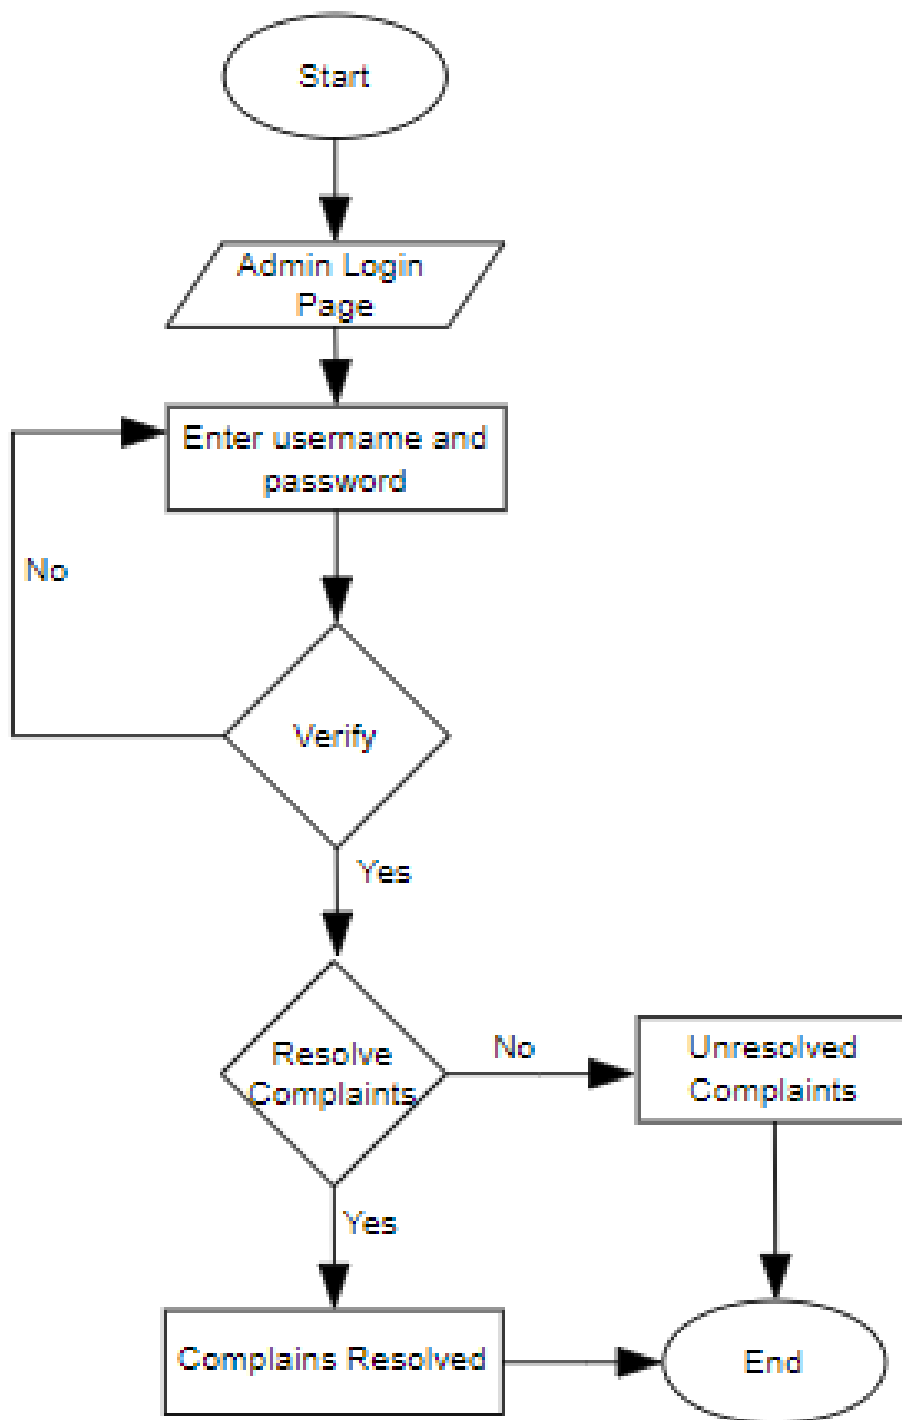 Start
Admin Login
Page
Enter username and
password
No
Verify
Yes
Resolve
Complaints
No
Unresolved
Complaints
Yes
Complains Resolved
End